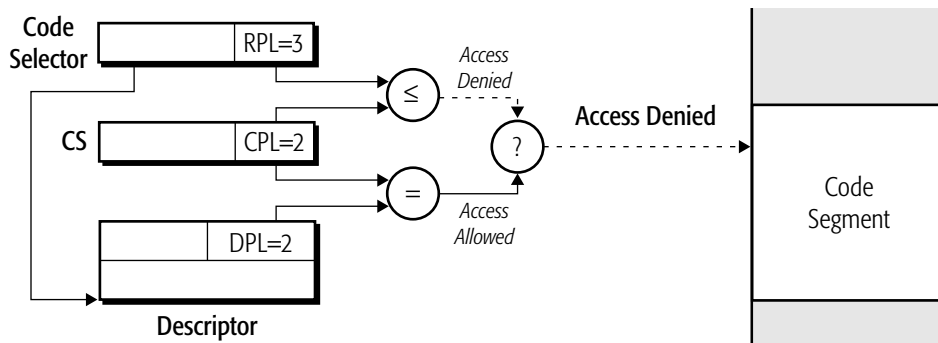 Code
Selector
RPL=3
Access
Denied
≤
CS
CPL=2
?
Access Denied
=
Access
Allowed
Code
Segment
DPL=2
Descriptor